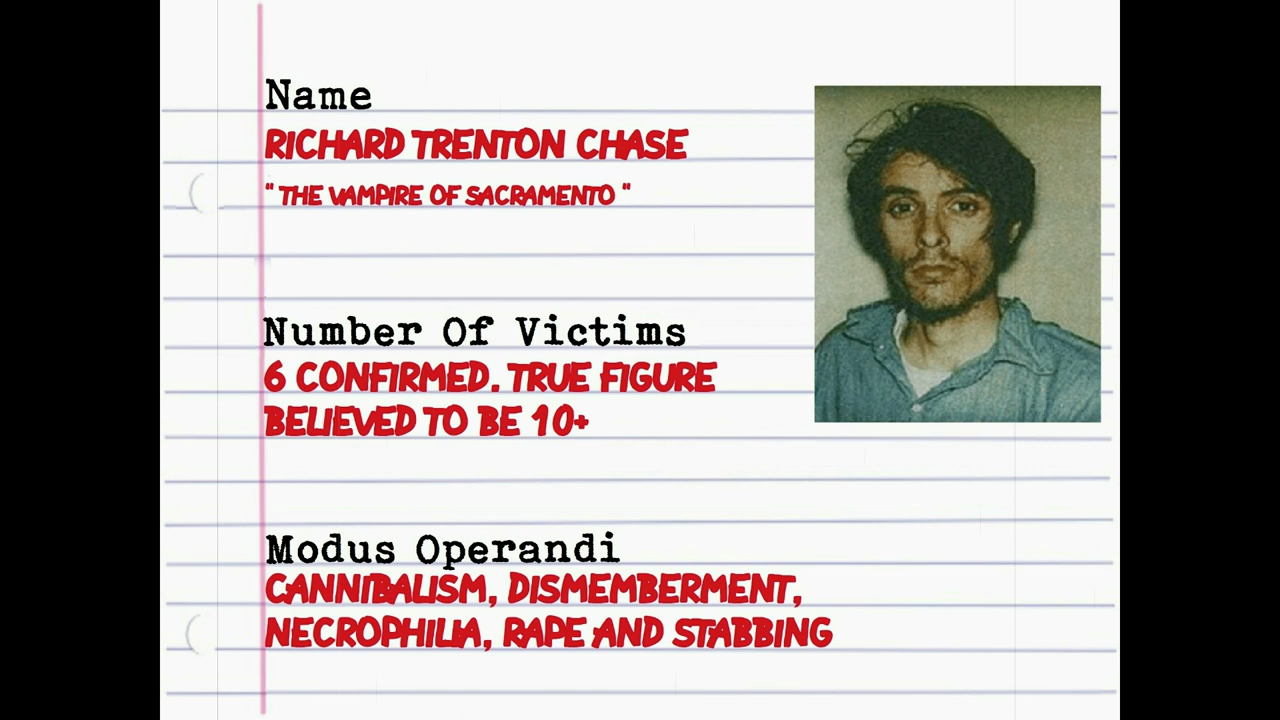 Name
RICHARD TRENTON CHASE
" THE VAMPIRE OF SACRAMENTO "
Number Of Victims
6 CONFIRMED. TRUE FIGURE
BELIEVED TO BE 10+
Modus Operandi
CANNIBALISM, DISMEMBERMENT,
NECROPHILIA, RAPE AND STABBING